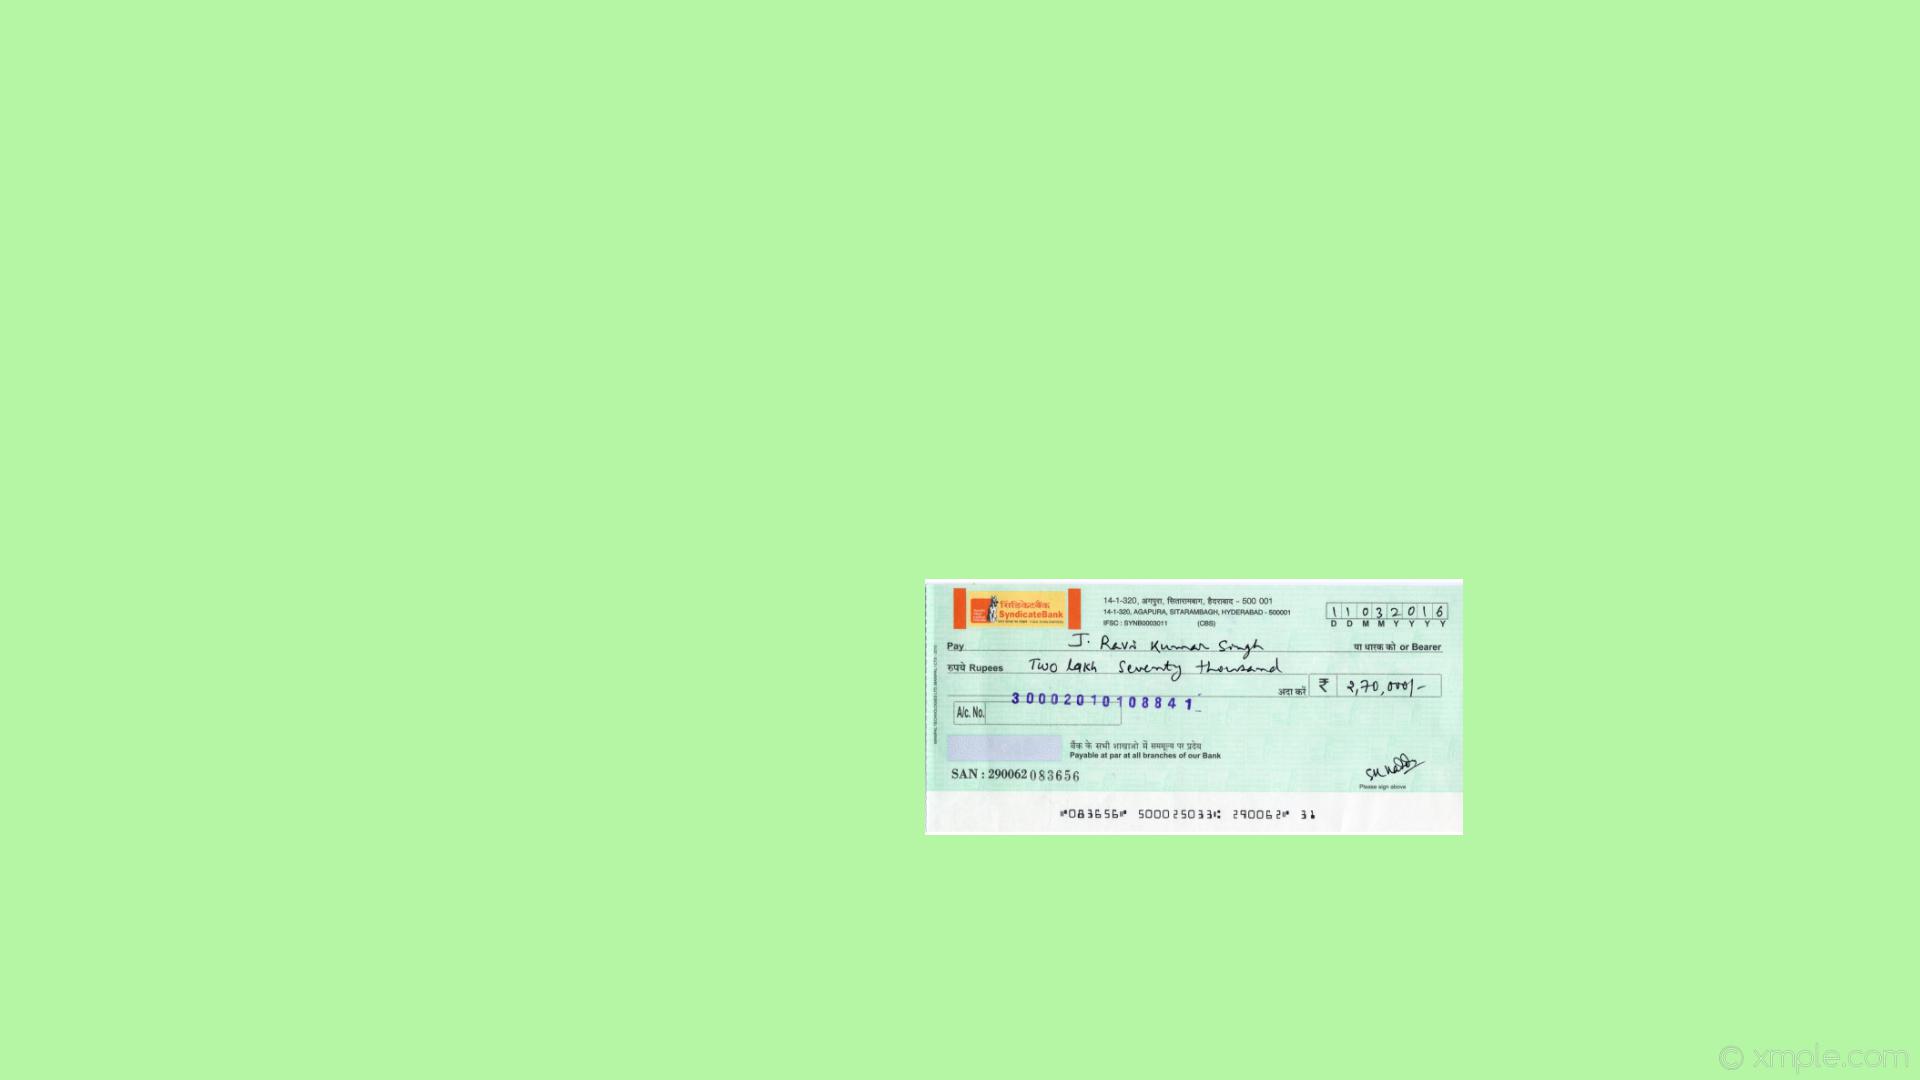 सिंडिकेटबैंक
SyndicateBank
14-1-320, अगपुरा, सितारामबाग, हैदराबाद - 500 001
14-1-320, AGAPURA, SITARAMBAGH, HYDERABAD - 500001
IFSC : SYNB0003011 (CBS)
1 1 0 3 2 0 1 6
D D M M Y Y Y Y
Pay J. Ravi Kumar Singh या धारक को or Bearer
रुपये Rupees Two lakh Seventy thousand
अदा करें ₹ 2,70,000/-
30002010108841
A/c. No.
बैंक के सभी शाखाओ में सममूल्य पर प्रदेय
Payable at par at all branches of our Bank
SAN : 290062 083656
Please sign above
⑈083656⑈ 500025033⑆ 290062⑈ 31
© xmple.com